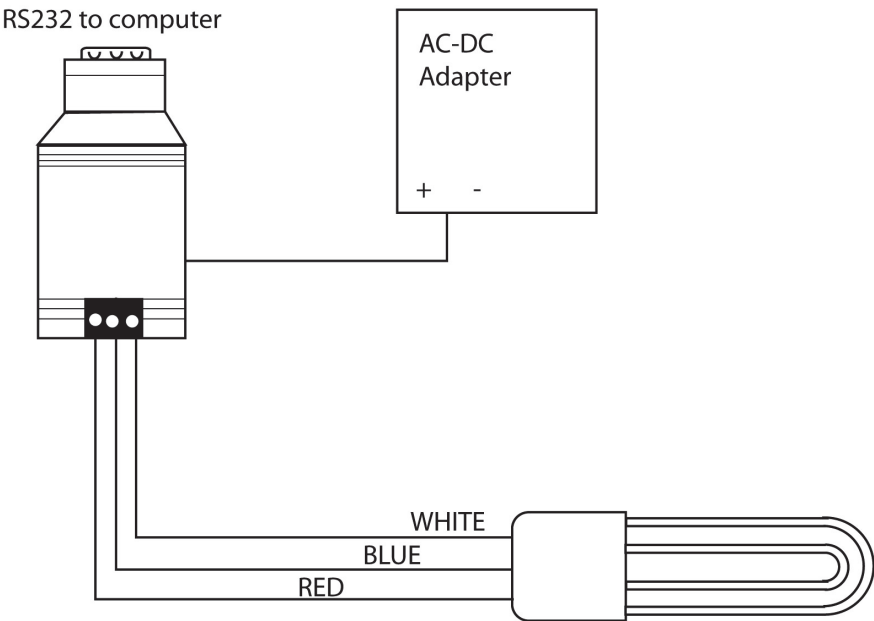 RS232 to computer
AC-DC
Adapter
+ -
WHITE
BLUE
RED